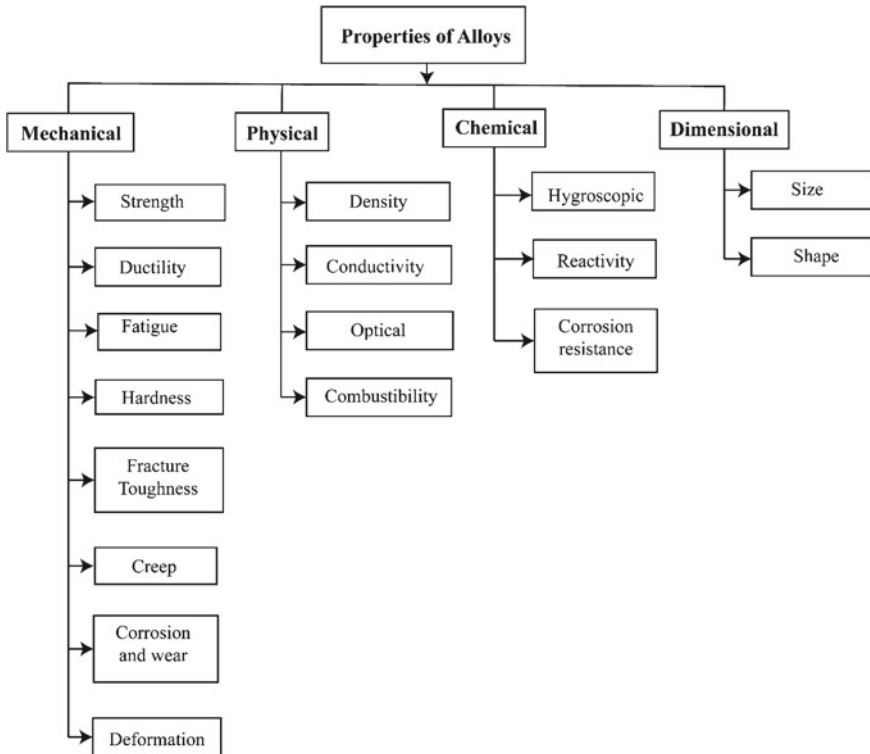 Properties of Alloys
Mechanical
Physical
Chemical
Dimensional
Strength
Ductility
Fatigue
Hardness
Fracture
Toughness
Creep
Corrosion
and wear
Deformation
Density
Conductivity
Optical
Combustibility
Hygroscopic
Reactivity
Corrosion
resistance
Size
Shape